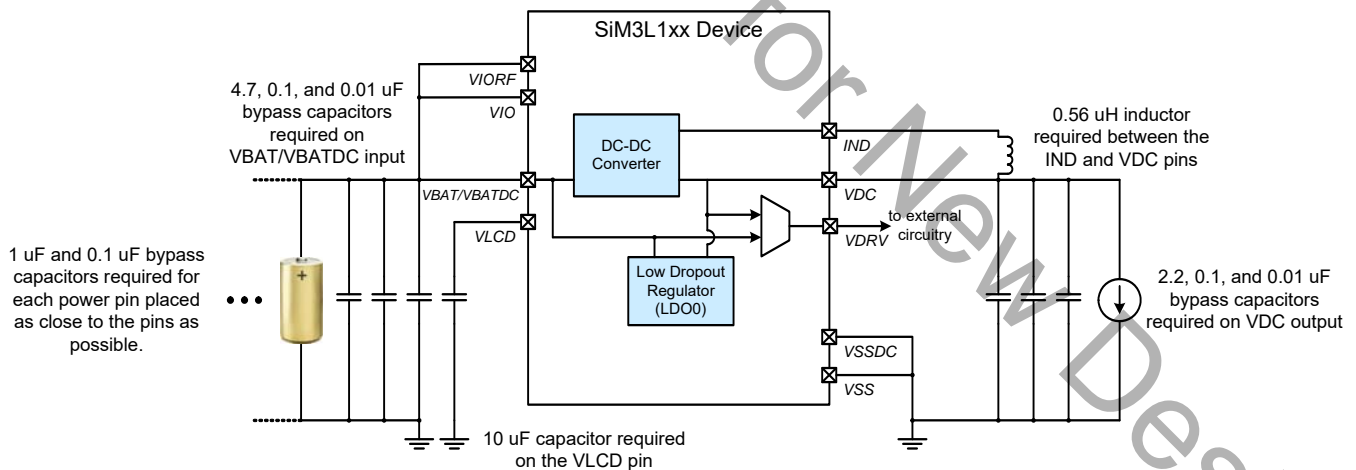 SiM3L1xx Device
VIORF
VIO
4.7, 0.1, and 0.01 uF
bypass capacitors
required on
VBAT/VBATDC input
DC-DC
Converter
IND
0.56 uH inductor
required between the
IND and VDC pins
VBAT/VBATDC
VDC
VLCD
VDRV
to external
circuitry
1 uF and 0.1 uF bypass
capacitors required for
each power pin placed
as close to the pins as
possible.
+
Low Dropout
Regulator
(LDO0)
2.2, 0.1, and 0.01 uF
bypass capacitors
required on VDC output
VSSDC
VSS
10 uF capacitor required
on the VLCD pin
for New Des